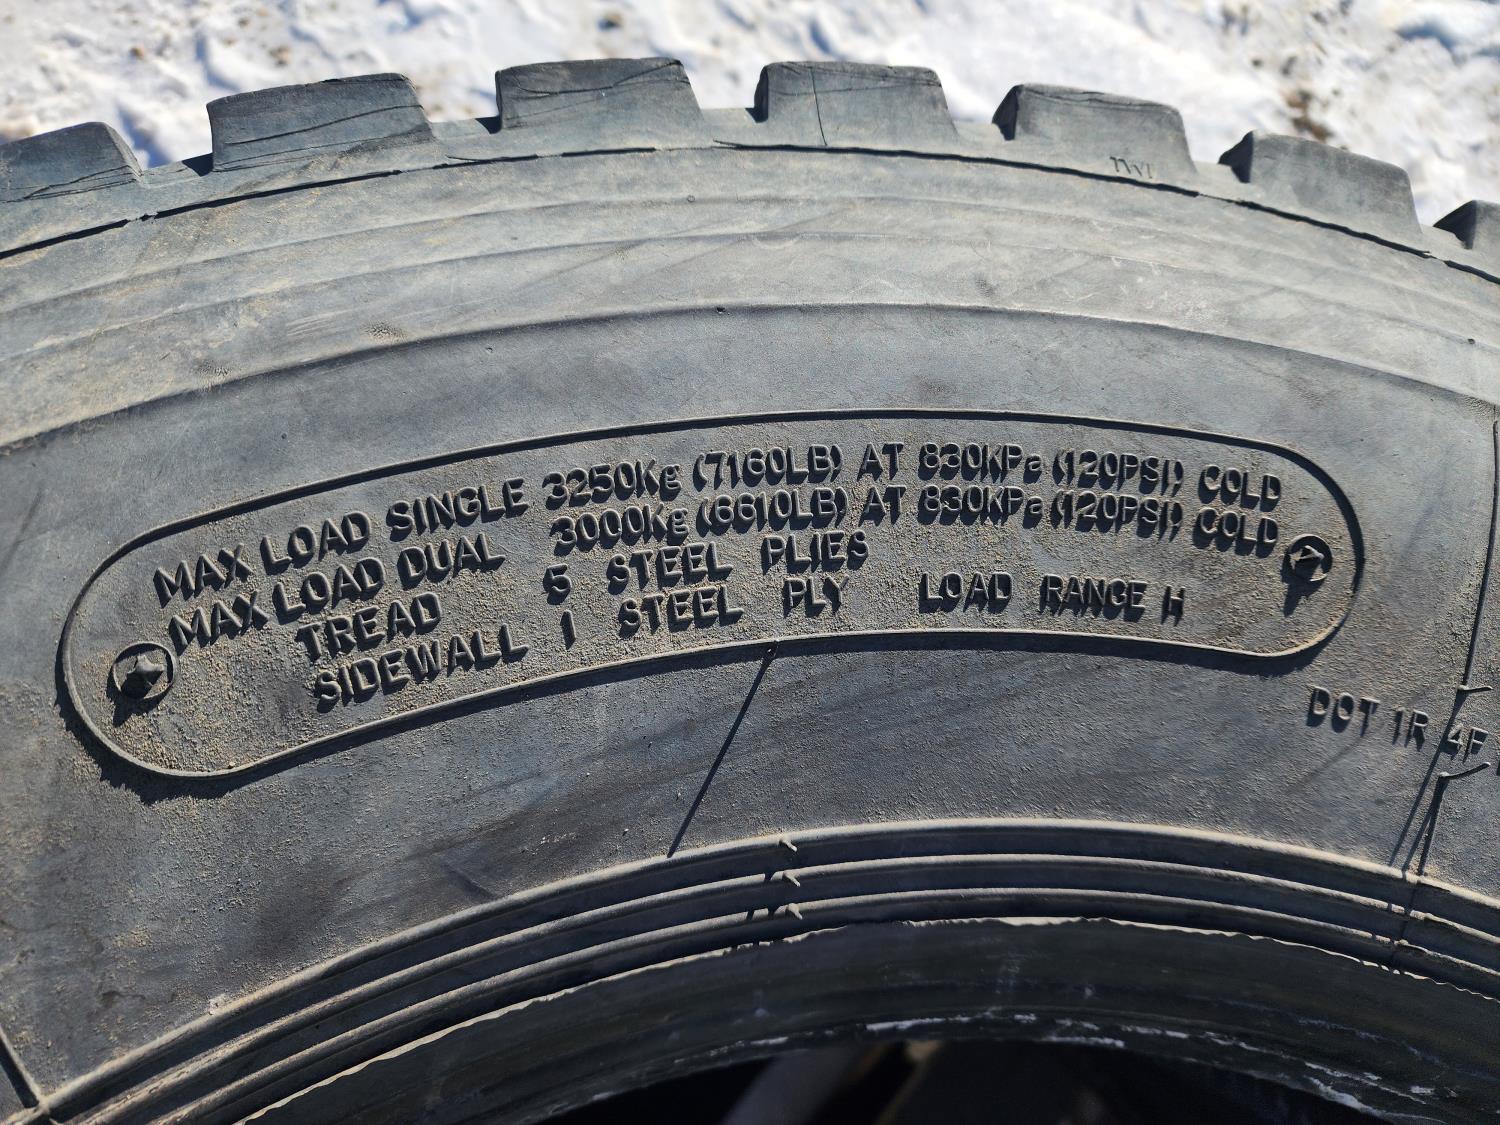 TWI
MAX LOAD SINGLE 3250Kg (7160LB) AT 830KPa (120PSI) COLD
MAX LOAD DUAL 3000Kg (6610LB) AT 830KPa (120PSI) COLD
TREAD 5 STEEL PLIES
SIDEWALL 1 STEEL PLY LOAD RANGE H
DOT 1R 4F